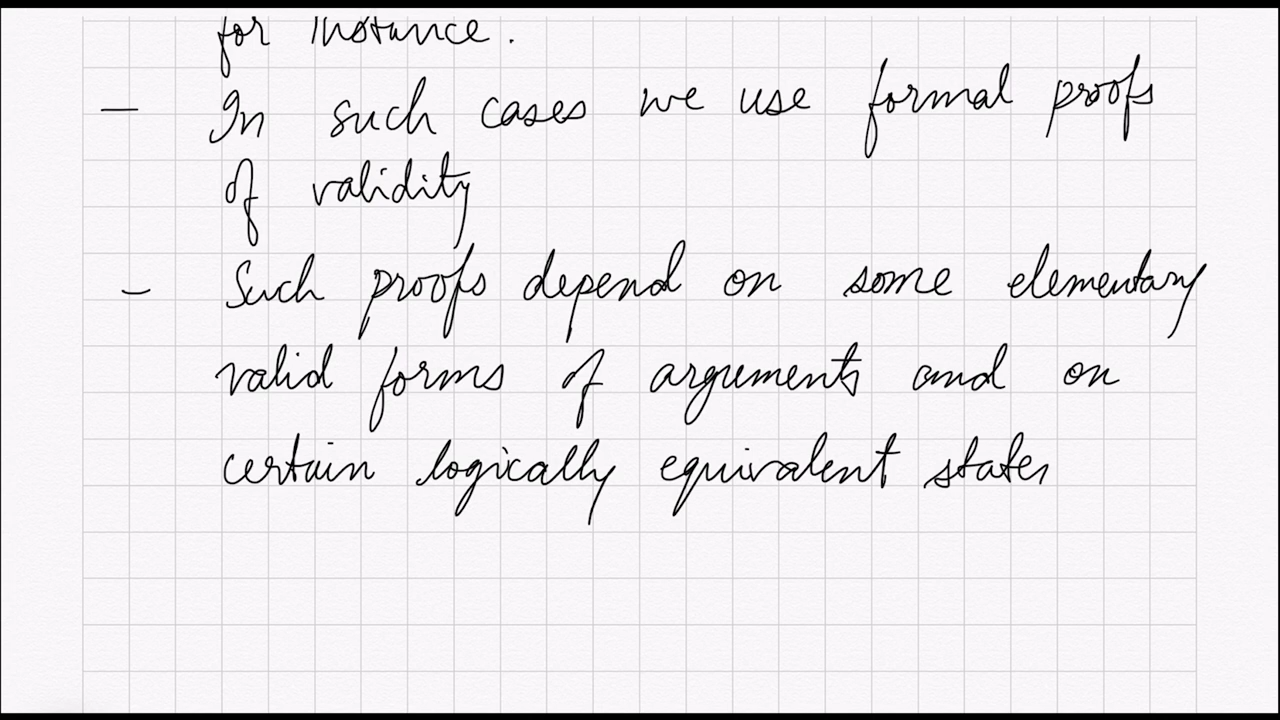 for instance.
— In such cases we use formal proofs
of validity
— Such proofs depend on some elementary
valid forms of arguments and on
certain logically equivalent states